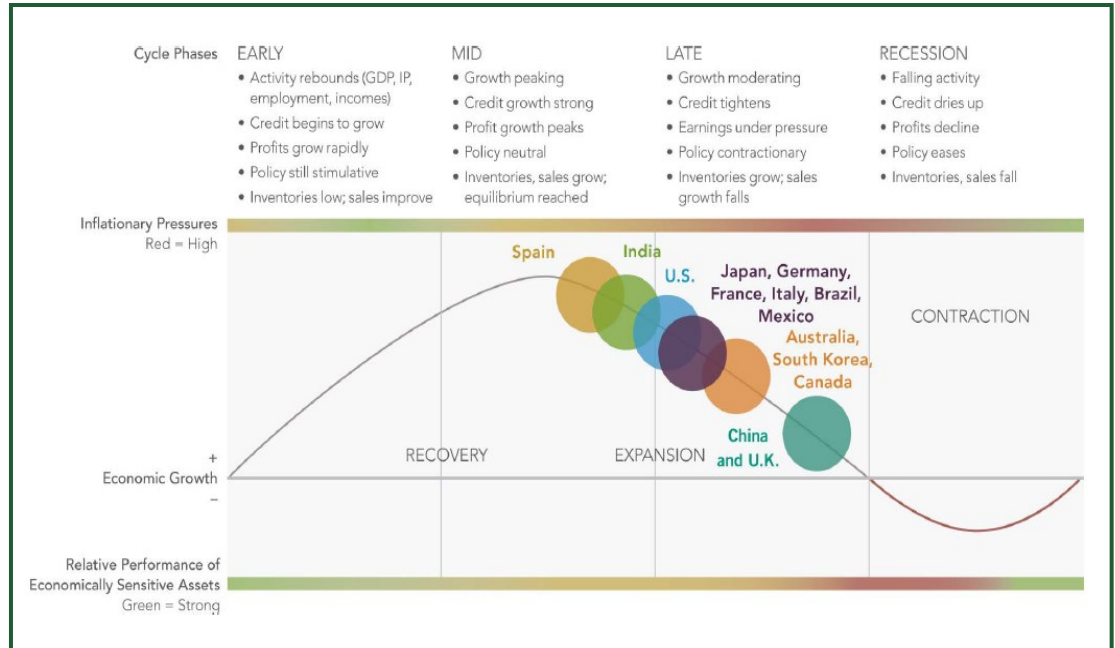 Cycle Phases
EARLY
• Activity rebounds (GDP, IP,
employment, incomes)
• Credit begins to grow
• Profits grow rapidly
• Policy still stimulative
• Inventories low; sales improve
MID
• Growth peaking
• Credit growth strong
• Profit growth peaks
• Policy neutral
• Inventories, sales grow;
equilibrium reached
LATE
• Growth moderating
• Credit tightens
• Earnings under pressure
• Policy contractionary
• Inventories grow; sales
growth falls
RECESSION
• Falling activity
• Credit dries up
• Profits decline
• Policy eases
• Inventories, sales fall
Inflationary Pressures
Red = High
Spain
India
U.S.
Japan, Germany,
France, Italy, Brazil,
Mexico
Australia,
South Korea,
Canada
China
and U.K.
RECOVERY
EXPANSION
CONTRACTION
+
Economic Growth
–
Relative Performance of
Economically Sensitive Assets
Green = Strong